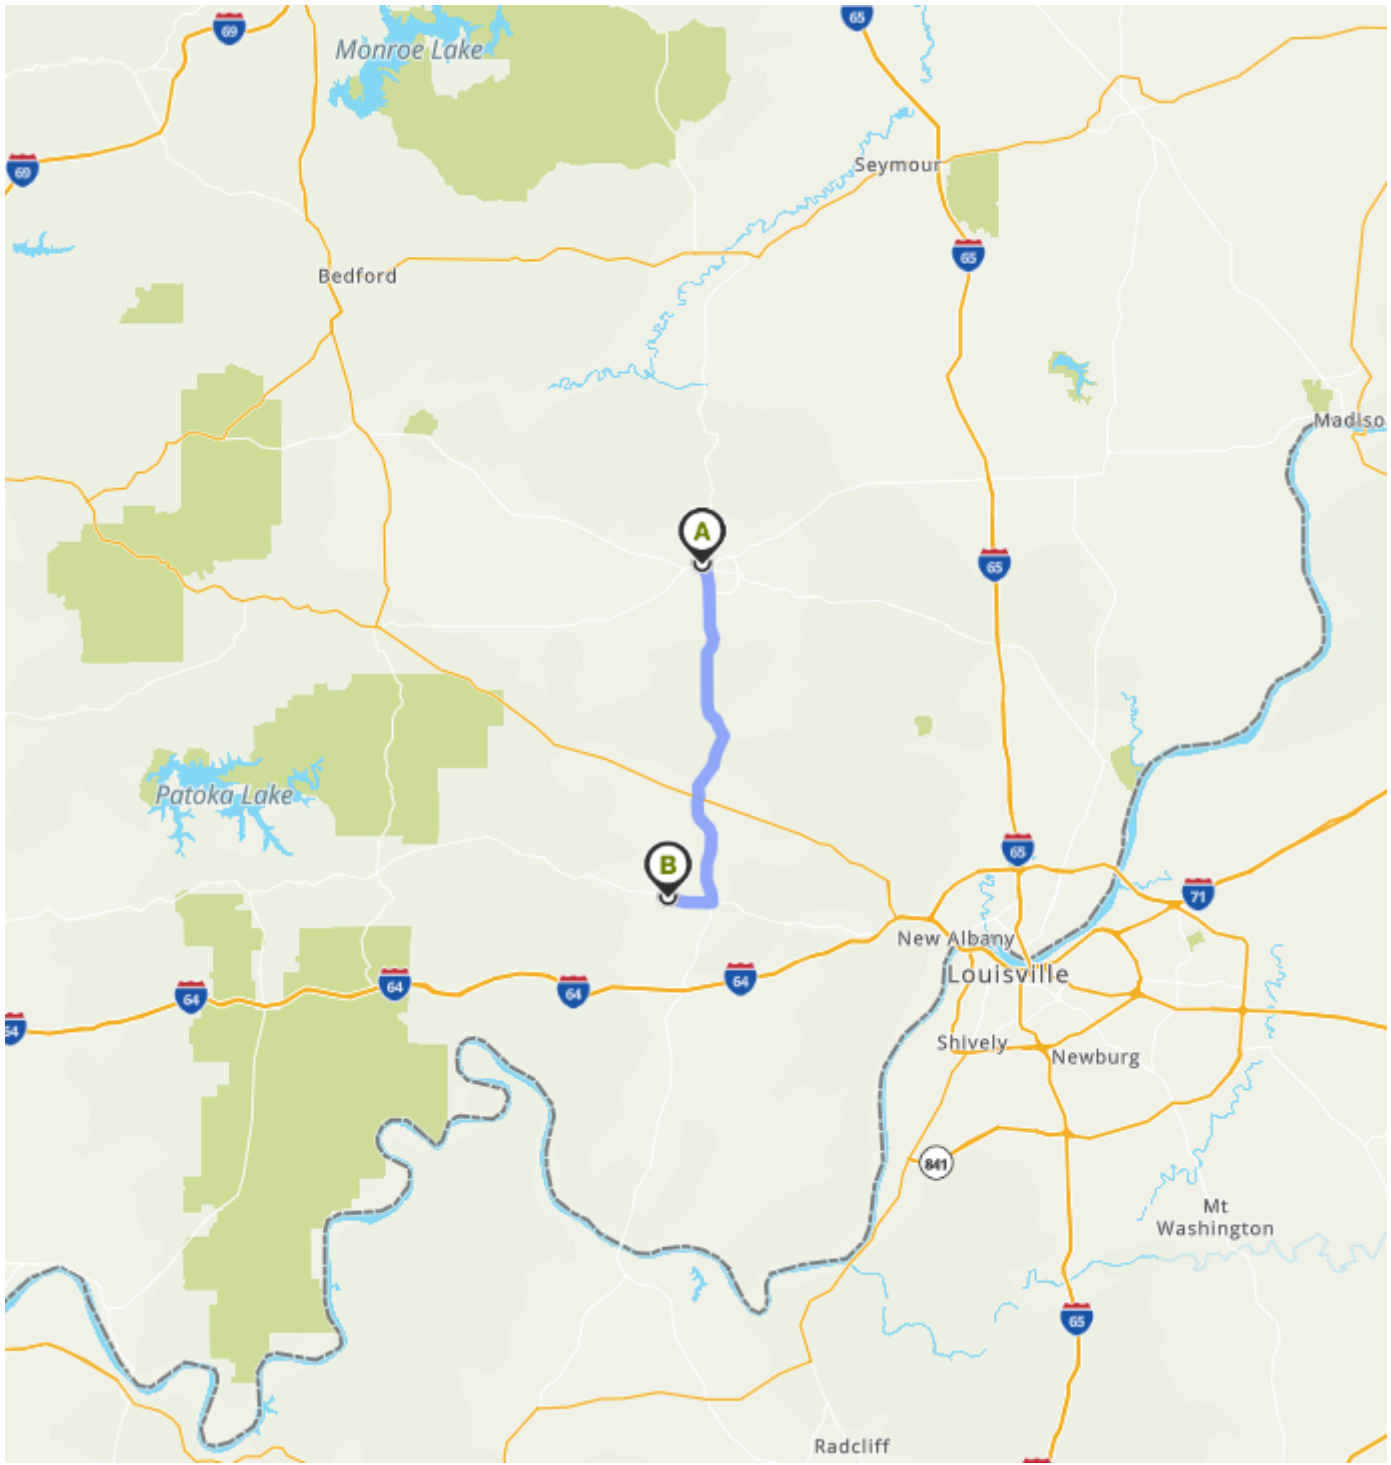 69
65
Monroe Lake
Seymour
69
65
Bedford
Madiso
A
65
Patoka Lake
65
B
71
New Albany
Louisville
64
64
64
64
64
Shively
Newburg
841
Mt
Washington
65
Radcliff